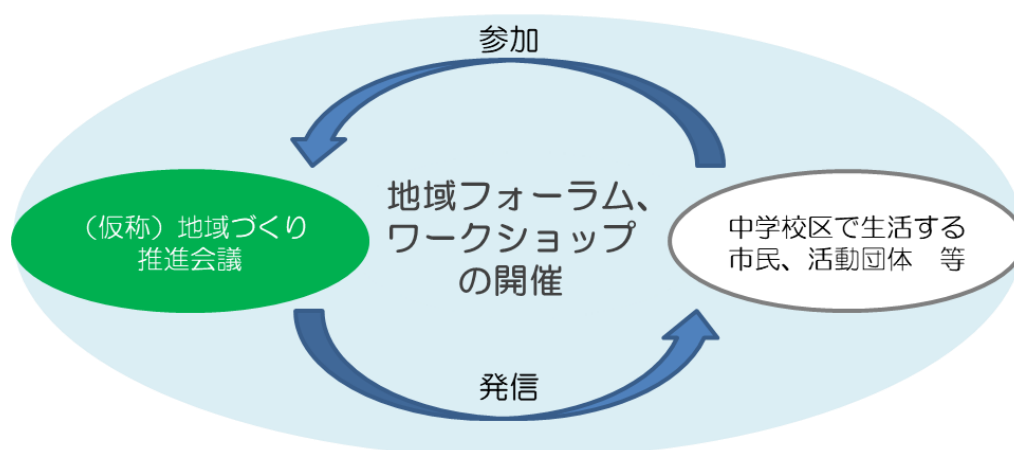 参加
（仮称）地域づくり
推進会議
地域フォーラム、
ワークショップ
の開催
中学校区で生活する
市民、活動団体　等
発信